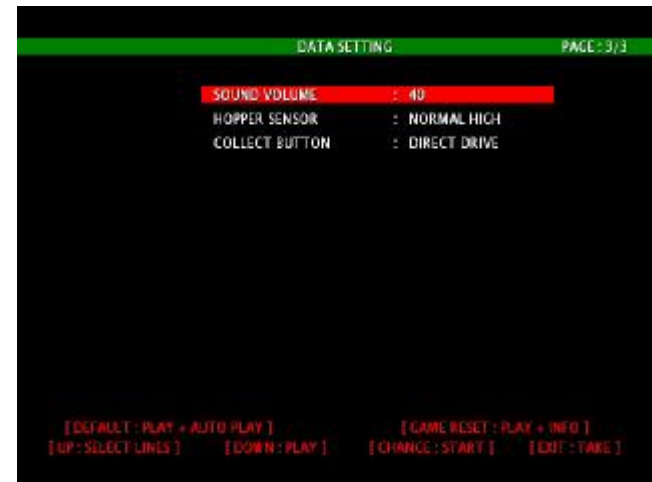 DATA SETTING PAGE : 3/3
SOUND VOLUME : 40
HOPPER SENSOR : NORMAL HIGH
COLLECT BUTTON : DIRECT DRIVE
[ DEFAULT : PLAY + AUTO PLAY ] [ GAME RESET : PLAY + INFO ]
[ UP : SELECT LINES ] [ DOWN : PLAY ] [ CHANGE : START ] [ EXIT : TAKE ]